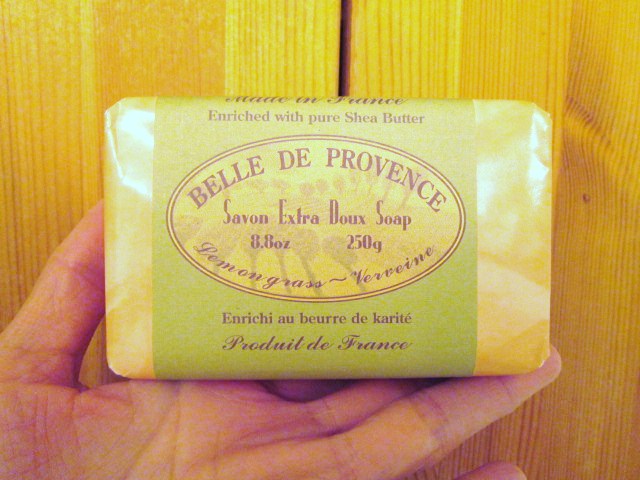 Made in France
Enriched with pure Shea Butter
BELLE DE PROVENCE
Savon Extra Doux Soap
8.8oz 250g
Lemongrass ~ Verveine
Enrichi au beurre de karité
Produit de France